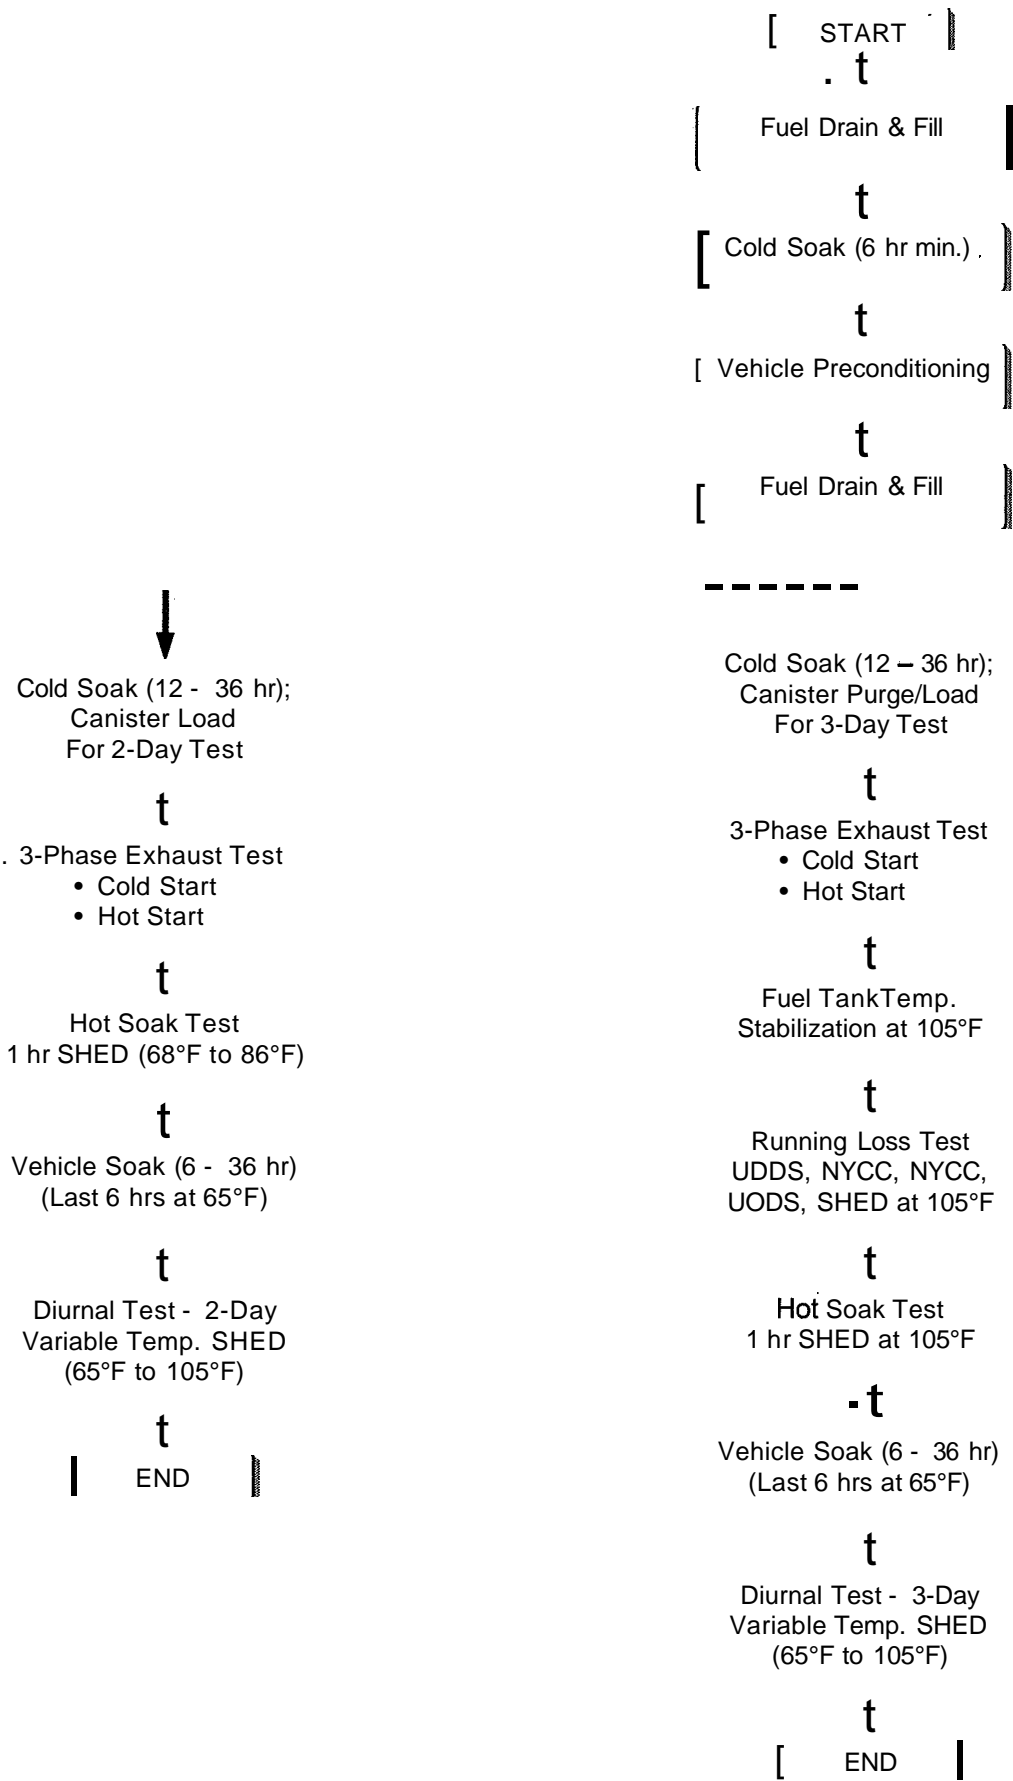 START
Fuel Drain & Fill
Cold Soak (6 hr min.)
Vehicle Preconditioning
Fuel Drain & Fill
Cold Soak (12 - 36 hr);
Canister Load
For 2-Day Test
. 3-Phase Exhaust Test
• Cold Start
• Hot Start
Hot Soak Test
1 hr SHED (68°F to 86°F)
Vehicle Soak (6 - 36 hr)
(Last 6 hrs at 65°F)
Diurnal Test - 2-Day
Variable Temp. SHED
(65°F to 105°F)
END
Cold Soak (12 – 36 hr);
Canister Purge/Load
For 3-Day Test
3-Phase Exhaust Test
• Cold Start
• Hot Start
Fuel TankTemp.
Stabilization at 105°F
Running Loss Test
UDDS, NYCC, NYCC,
UODS, SHED at 105°F
Hot Soak Test
1 hr SHED at 105°F
Vehicle Soak (6 - 36 hr)
(Last 6 hrs at 65°F)
Diurnal Test - 3-Day
Variable Temp. SHED
(65°F to 105°F)
END